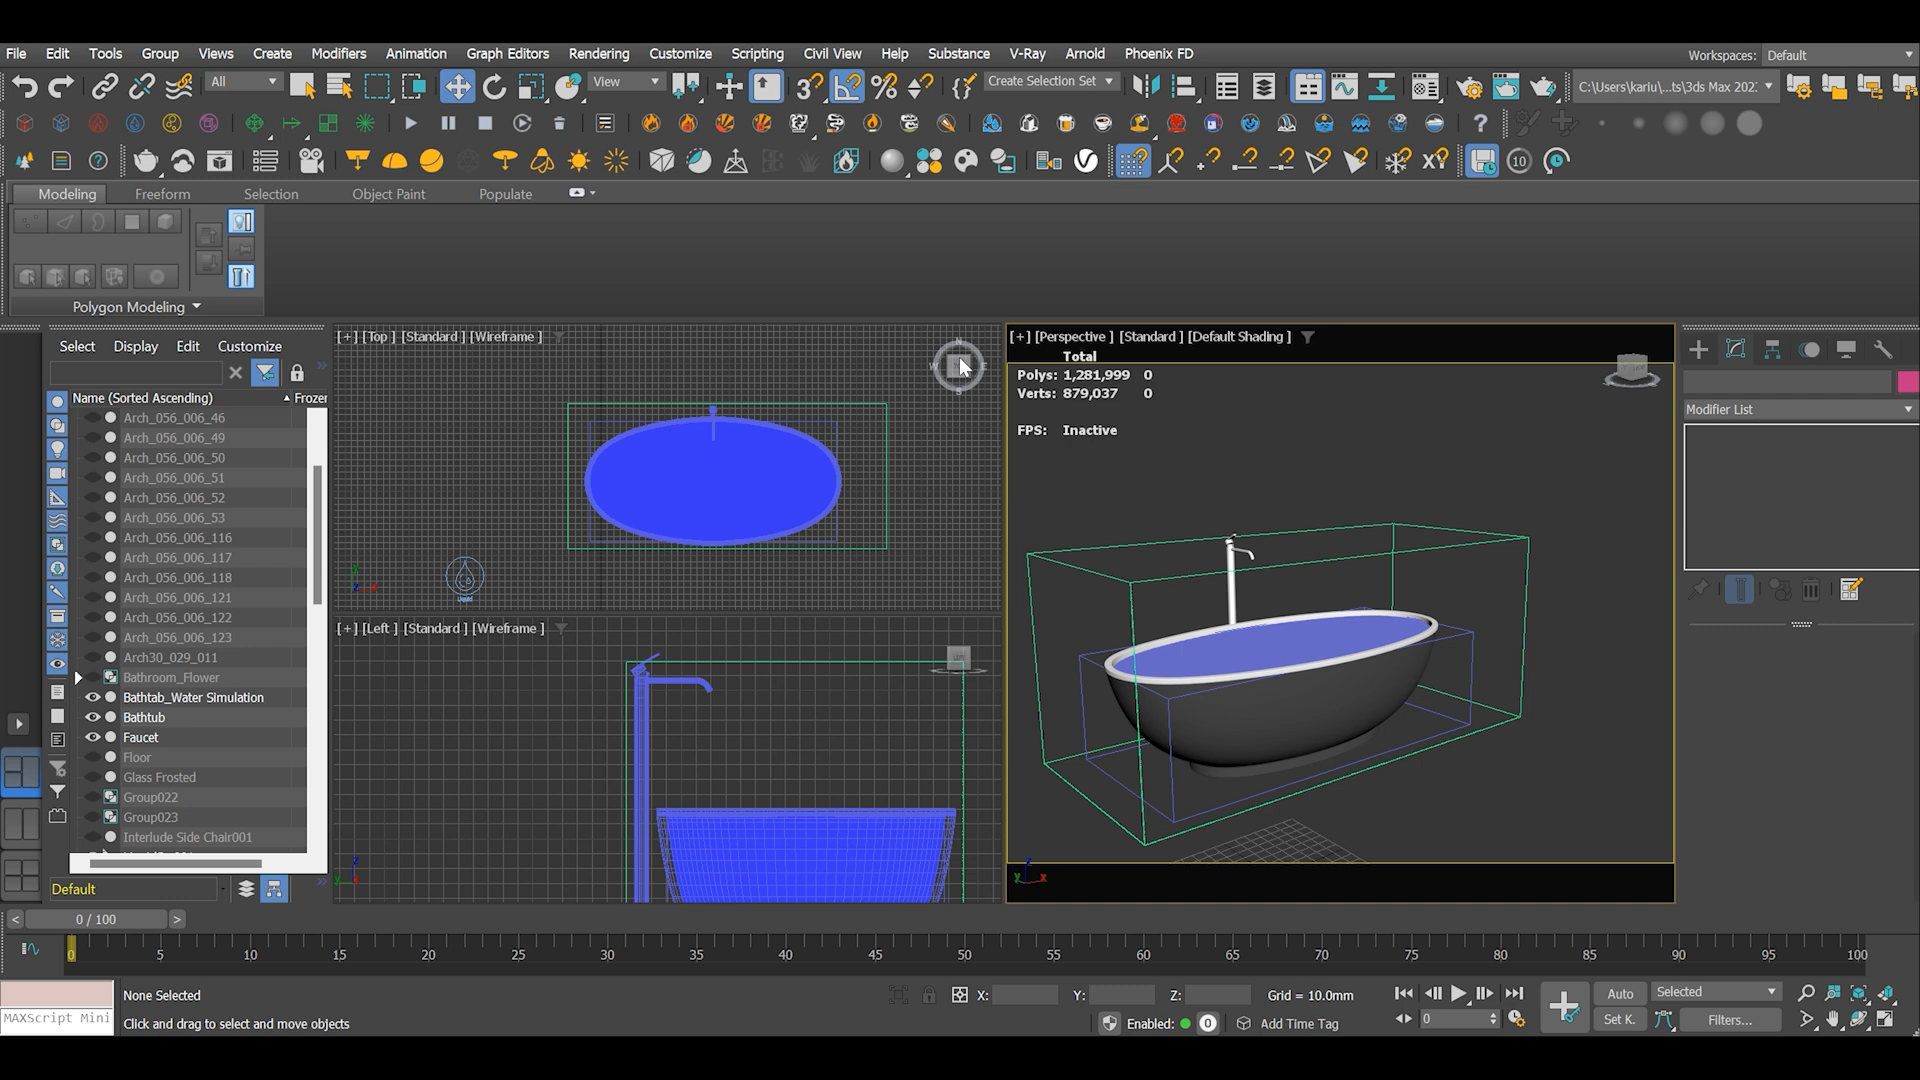 File Edit Tools Group Views Create Modifiers Animation Graph Editors Rendering Customize Scripting Civil View Help Substance V-Ray Arnold Phoenix FD
Workspaces: Default
All
View
Create Selection Set
C:\Users\kariu\...ts\3ds Max 202
10
XY
Modeling Freeform Selection Object Paint Populate
Polygon Modeling
Select Display Edit Customize
Name (Sorted Ascending)
Frozen
Arch_056_006_46
Arch_056_006_49
Arch_056_006_50
Arch_056_006_51
Arch_056_006_52
Arch_056_006_53
Arch_056_006_116
Arch_056_006_117
Arch_056_006_118
Arch_056_006_121
Arch_056_006_122
Arch_056_006_123
Arch30_029_011
Bathroom_Flower
Bathtab_Water Simulation
Bathtub
Faucet
Floor
Glass Frosted
Group022
Group023
Interlude Side Chair001
Default
[+] [Top ] [Standard ] [Wireframe ]
N
W
E
S
Liquid
[+] [Left ] [Standard ] [Wireframe ]
[+] [Perspective ] [Standard ] [Default Shading ]
Total
Polys: 1,281,999 0
Verts: 879,037 0
FPS: Inactive
Modifier List
< 0 / 100 >
0 5 10 15 20 25 30 35 40 45 50 55 60 65 70 75 80 85 90 95 100
None Selected
X: Y: Z: Grid = 10.0mm
Auto
Selected
MAXScript Mini
Click and drag to select and move objects
Enabled: 0
Add Time Tag
0
Set K.
Filters...